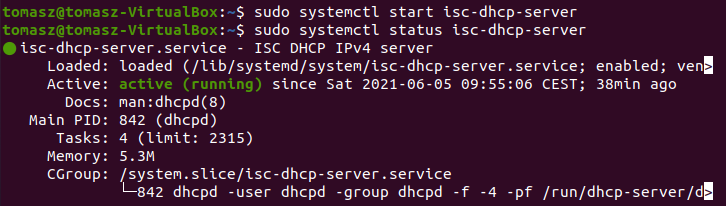 tomasz@tomasz-VirtualBox:~$ sudo systemctl start isc-dhcp-server
tomasz@tomasz-VirtualBox:~$ sudo systemctl status isc-dhcp-server
● isc-dhcp-server.service - ISC DHCP IPv4 server
Loaded: loaded (/lib/systemd/system/isc-dhcp-server.service; enabled; ven>
Active: active (running) since Sat 2021-06-05 09:55:06 CEST; 38min ago
Docs: man:dhcpd(8)
Main PID: 842 (dhcpd)
Tasks: 4 (limit: 2315)
Memory: 5.3M
CGroup: /system.slice/isc-dhcp-server.service
└─842 dhcpd -user dhcpd -group dhcpd -f -4 -pf /run/dhcp-server/d>